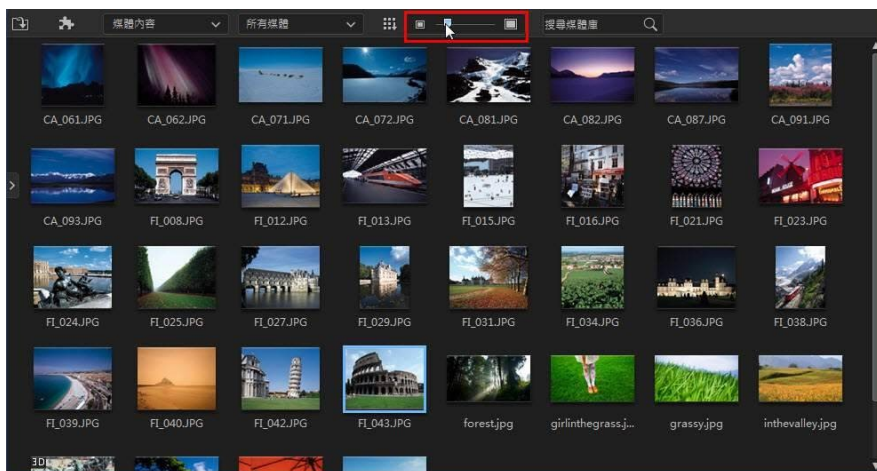 媒體內容 所有媒體 搜尋媒體庫
CA_061.JPG CA_062.JPG CA_071.JPG CA_072.JPG CA_081.JPG CA_082.JPG CA_087.JPG CA_091.JPG
CA_093.JPG FI_008.JPG FI_012.JPG FI_013.JPG FI_015.JPG FI_016.JPG FI_021.JPG FI_023.JPG
FI_024.JPG FI_025.JPG FI_027.JPG FI_029.JPG FI_031.JPG FI_034.JPG FI_036.JPG FI_038.JPG
FI_039.JPG FI_040.JPG FI_042.JPG FI_043.JPG forest.jpg girlinthegrass.j... grassy.jpg inthevalley.jpg
3D